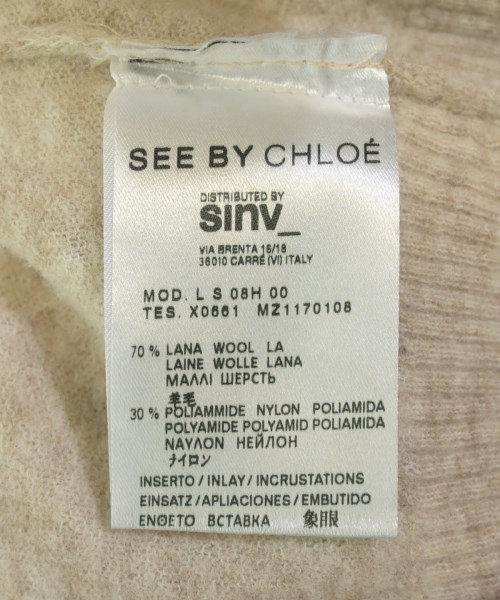 SEE BY CHLOÉ
DISTRIBUTED BY
sinv_
VIA BRENTA 16/18
36010 CARRÉ (VI) ITALY
MOD. L S 08H 00
TES. X0661 MZ1170108
70 % LANA WOOL LA
LAINE WOLLE LANA
ΜΑΛΛΙ ШЕРСТЬ
羊毛
30 % POLIAMMIDE NYLON POLIAMIDA
POLYAMIDE POLYAMID POLIAMIDA
ΝΑΥΛΟΝ НЕЙЛОН
ナイロン
INSERTO / INLAY / INCRUSTATIONS
EINSATZ / APLIACIONES / EMBUTIDO
ΕΝΘΕΤΟ ВСТАВКА 象眼